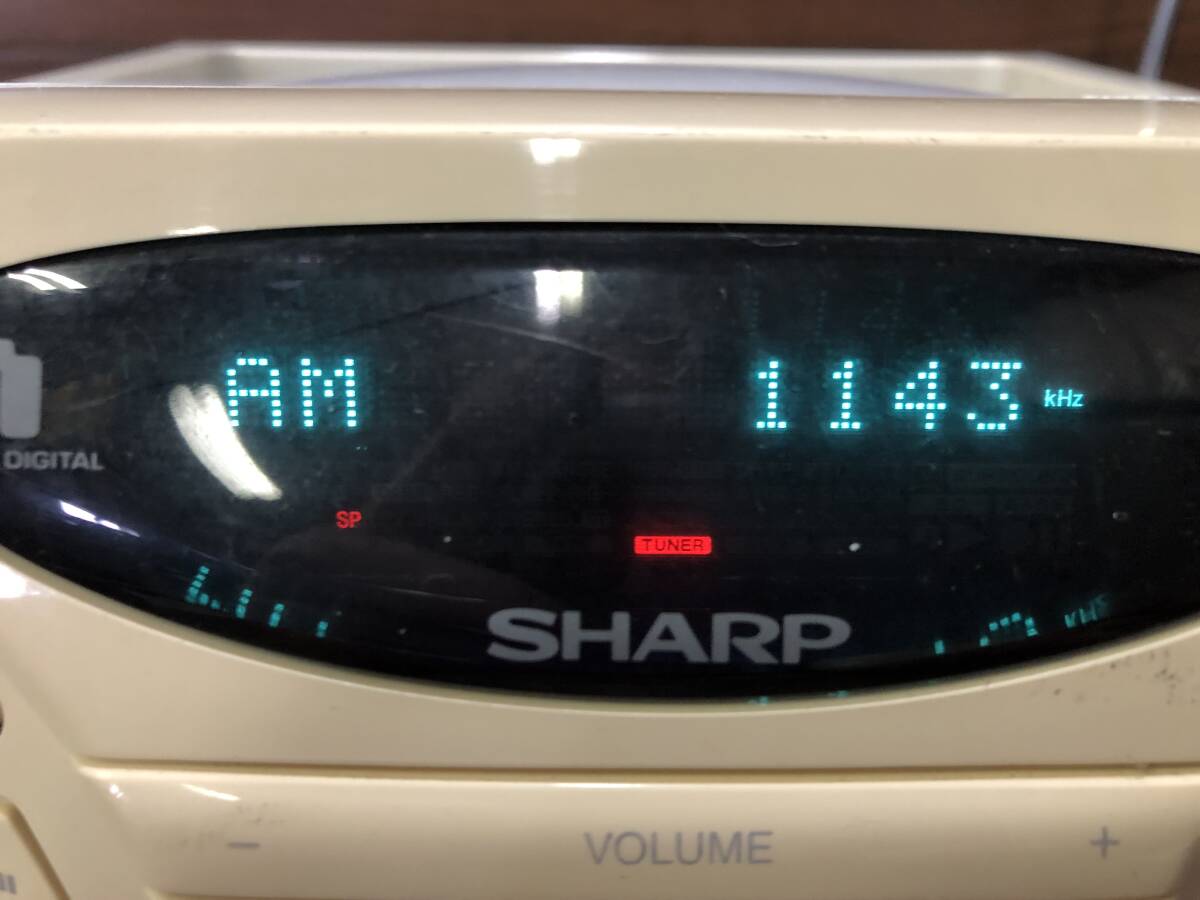 AM 1143 kHz
DIGITAL
SP
TUNER
SHARP
− VOLUME +